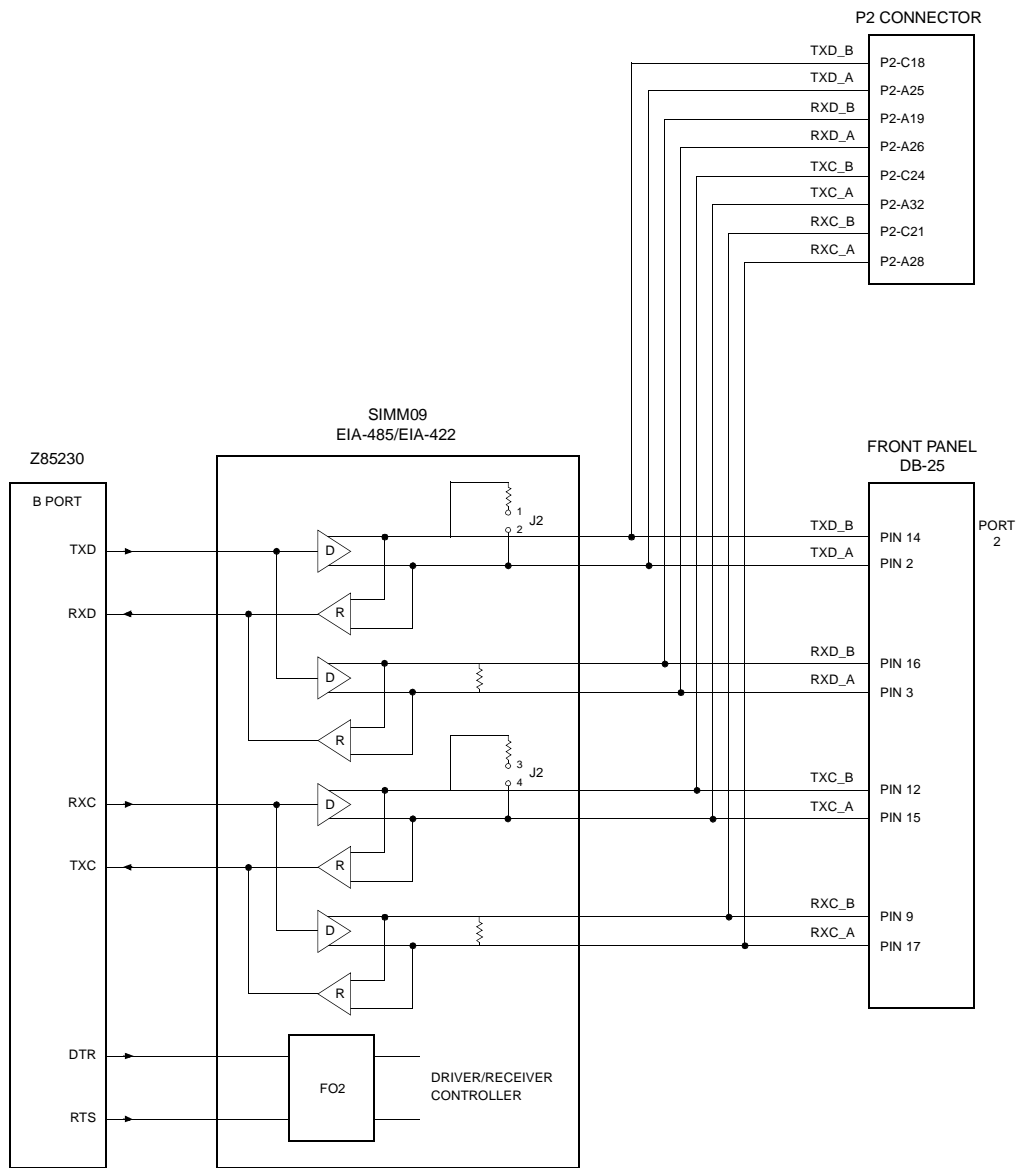 P2 CONNECTOR
TXD_B
P2-C18
TXD_A
P2-A25
RXD_B
P2-A19
RXD_A
P2-A26
TXC_B
P2-C24
TXC_A
P2-A32
RXC_B
P2-C21
RXC_A
P2-A28
SIMM09
EIA-485/EIA-422
Z85230
FRONT PANEL
DB-25
B PORT
PORT
2
1
J2
2
TXD
D
TXD_B
PIN 14
TXD_A
PIN 2
RXD
R
D
RXD_B
PIN 16
RXD_A
PIN 3
R
3
J2
4
RXC
D
TXC_B
PIN 12
TXC_A
PIN 15
TXC
R
D
RXC_B
PIN 9
RXC_A
PIN 17
R
DTR
FO2
DRIVER/RECEIVER
CONTROLLER
RTS